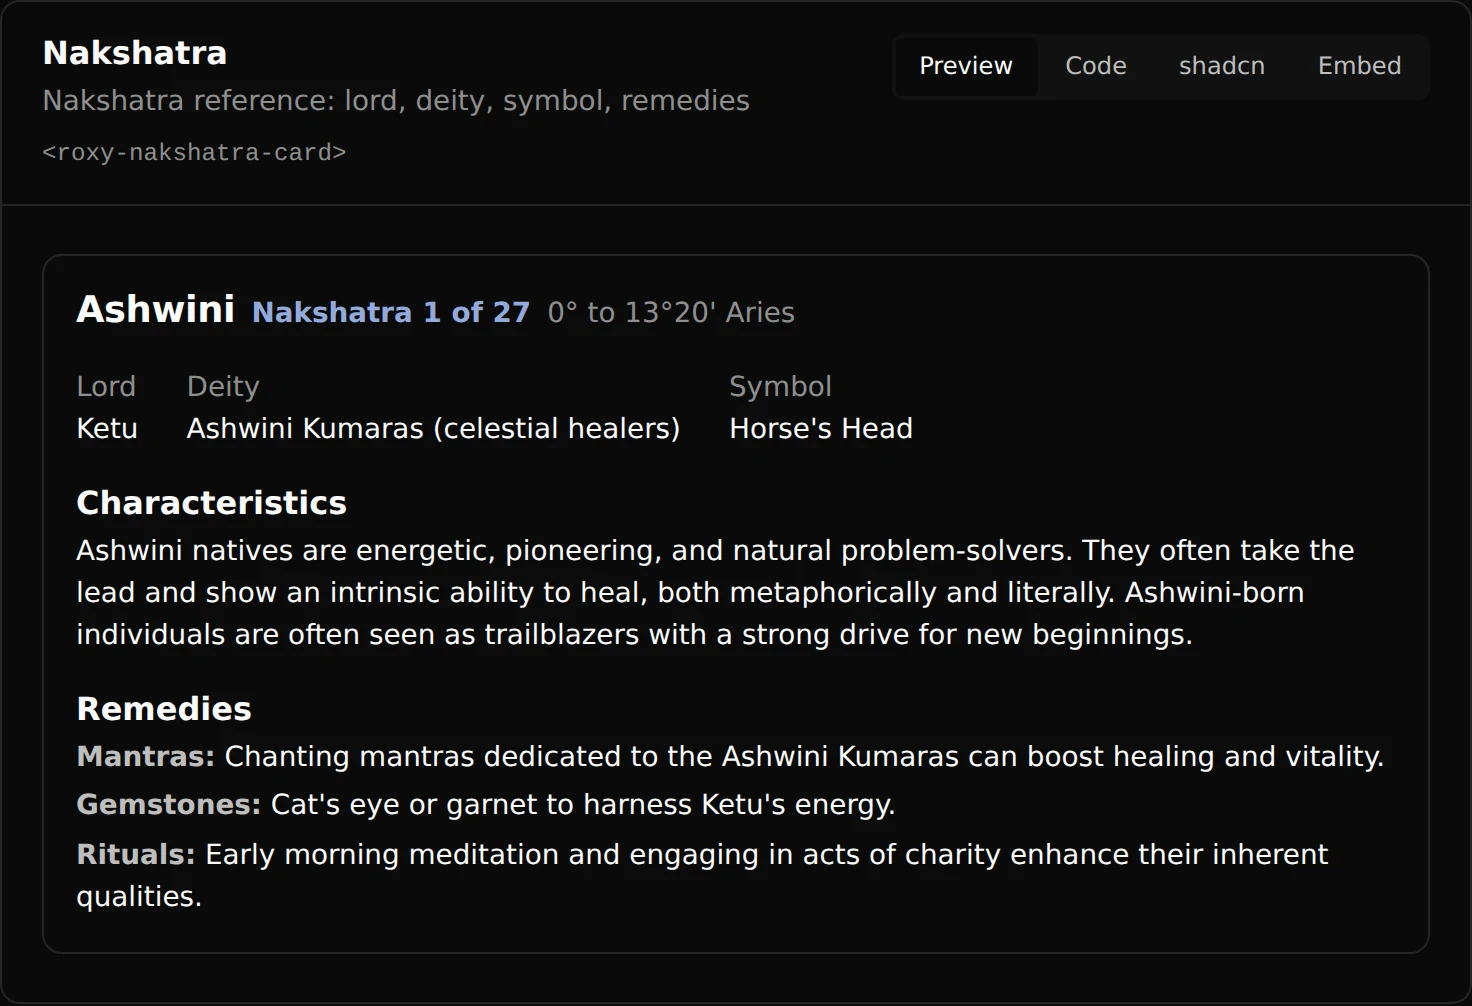 Nakshatra
Preview Code shadcn Embed
Nakshatra reference: lord, deity, symbol, remedies
<roxy-nakshatra-card>
Ashwini Nakshatra 1 of 27 0° to 13°20' Aries
Lord Deity Symbol
Ketu Ashwini Kumaras (celestial healers) Horse's Head
Characteristics
Ashwini natives are energetic, pioneering, and natural problem-solvers. They often take the
lead and show an intrinsic ability to heal, both metaphorically and literally. Ashwini-born
individuals are often seen as trailblazers with a strong drive for new beginnings.
Remedies
Mantras: Chanting mantras dedicated to the Ashwini Kumaras can boost healing and vitality.
Gemstones: Cat's eye or garnet to harness Ketu's energy.
Rituals: Early morning meditation and engaging in acts of charity enhance their inherent
qualities.